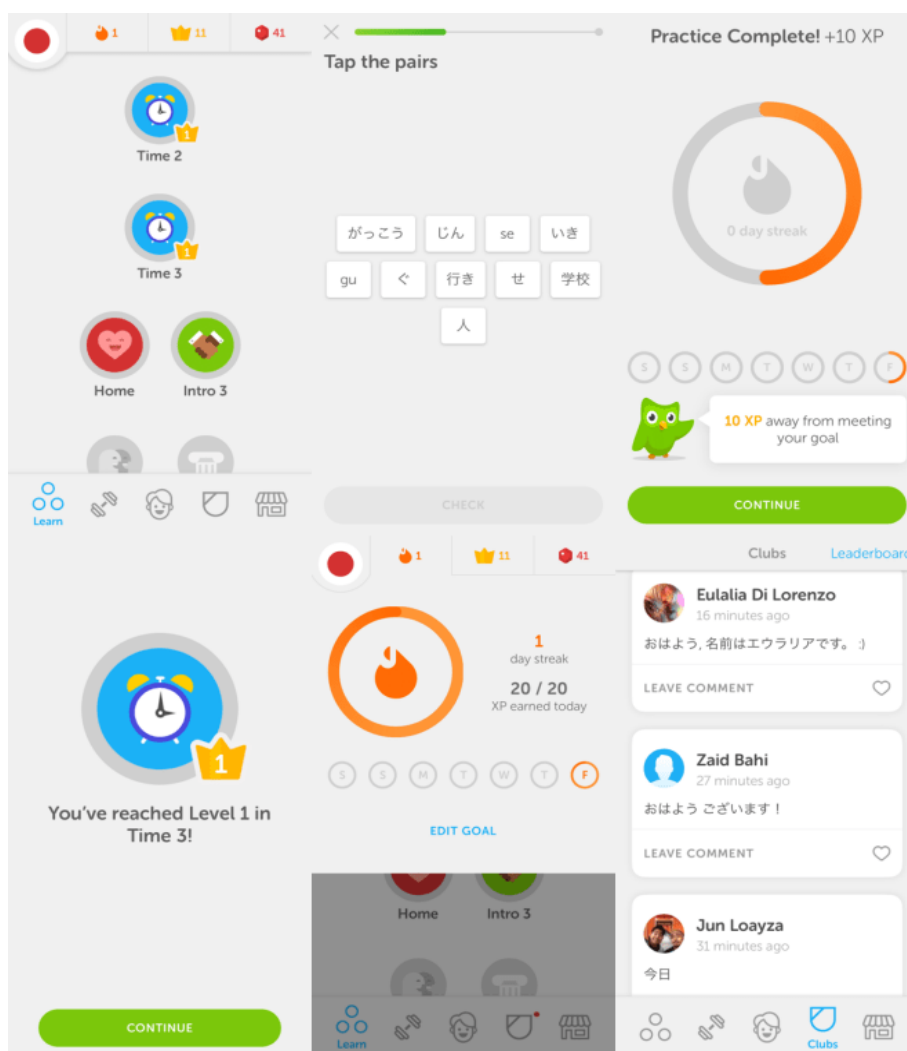 1 11 41
1
Time 2
1
Time 3
Home Intro 3
Learn
1
You've reached Level 1 in
Time 3!
CONTINUE
Tap the pairs
がっこう じん se いき
gu ぐ 行き せ 学校
人
CHECK
1 11 41
1
day streak
20 / 20
XP earned today
S S M T W T F
EDIT GOAL
Home Intro 3
Learn
Practice Complete! +10 XP
0 day streak
S S M T W T F
10 XP away from meeting
your goal
CONTINUE
Clubs Leaderboar
Eulalia Di Lorenzo
16 minutes ago
おはよう, 名前はエウラリアです。 :)
LEAVE COMMENT
Zaid Bahi
27 minutes ago
おはよう ございます！
LEAVE COMMENT
Jun Loayza
31 minutes ago
今日
Clubs